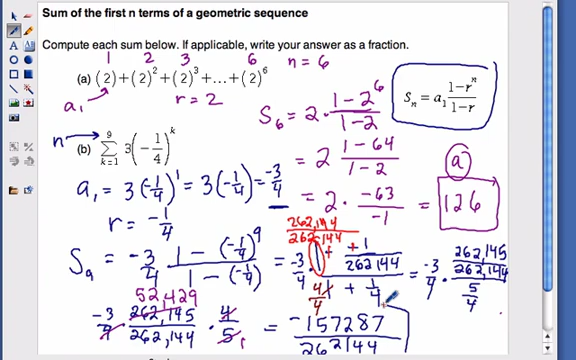 Sum of the first n terms of a geometric sequence
Compute each sum below. If applicable, write your answer as a fraction.
1 2 3 6 n = 6
(a) (2)+(2)²+(2)³+...+(2)⁶
a₁ r = 2
Sₙ = a₁ (1-rⁿ)/(1-r)
S₆ = 2 · (1-2⁶)/(1-2)
= 2 (1-64)/(1-2)
= 2 · -63/-1 = 126
a
n
(b) 9 Σ k=1 3(-1/4)ᵏ
a₁ = 3(-1/4)¹ = 3(-1/4) = -3/4
r = -1/4
262,144/262,144
S₉ = -3/4 · (1-(-1/4)⁹)/(1-(-1/4)) = -3/4 · (1 + +1/262144)/(1 + 1/4) = -3/4 · (262,145/262,144)/(5/4)
4/4
52,429
-3/4 · 262,145/262,144 · 4/5 1 = -157287/262144